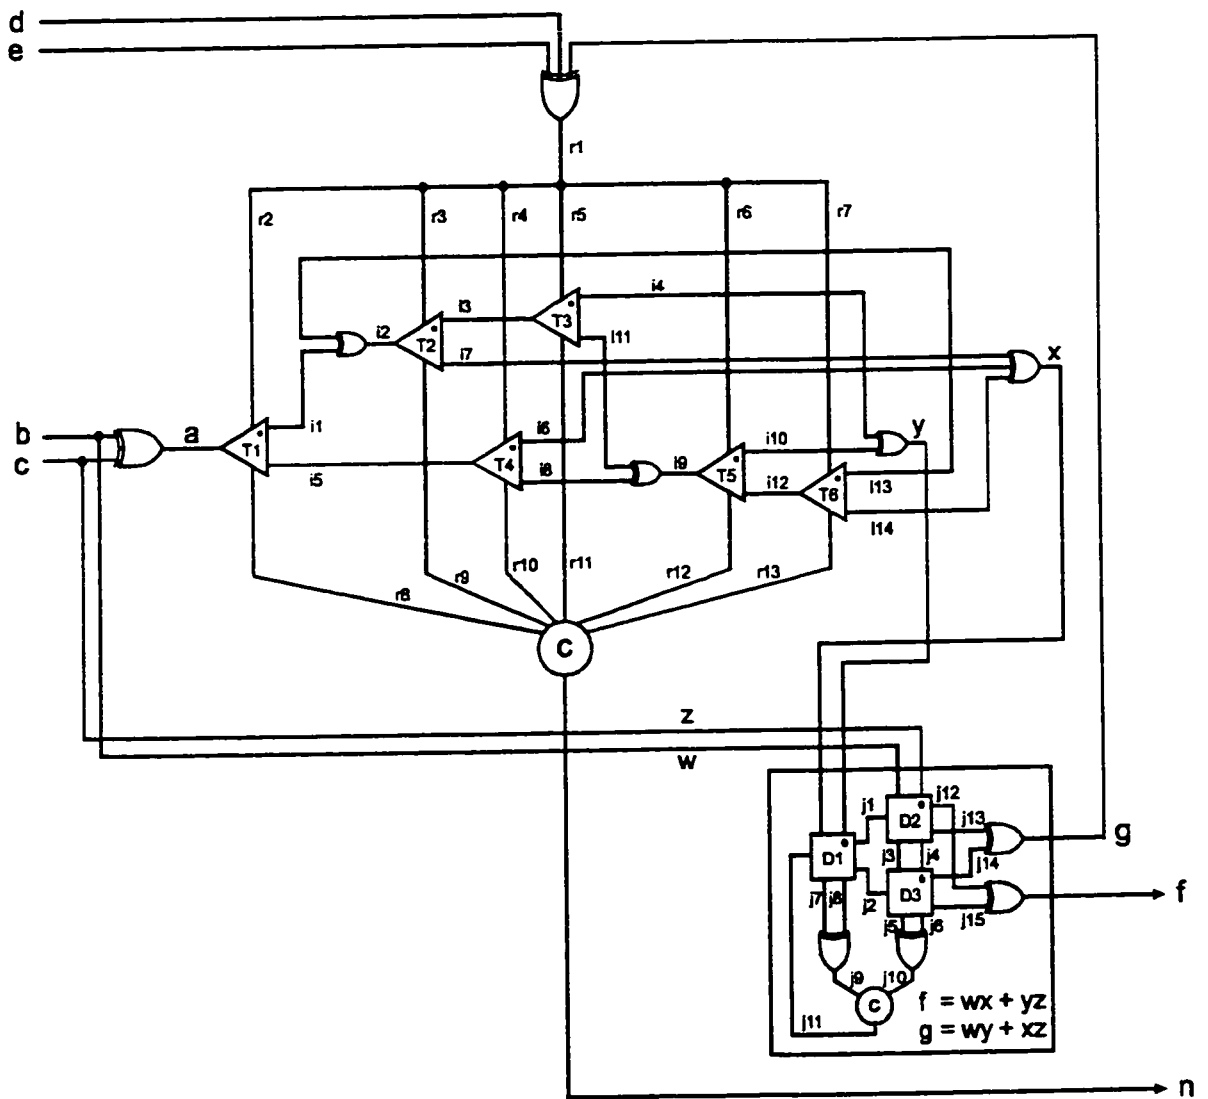 d
e
r1
r2
r3
r4
r5
r6
r7
i4
i3
T3
i2
T2
i11
i7
x
b
c
a
T1
i1
i6
y
i10
T4
i5
i8
i9
T5
i12
T6
i13
i14
r8
r9
r10
r11
r12
r13
C
z
w
j12
j1
D2
j13
g
D1
j3
j4
j14
j7
j8
j2
D3
f
j5
j6
j15
j9
j10
C
j11
f = wx + yz
g = wy + xz
n